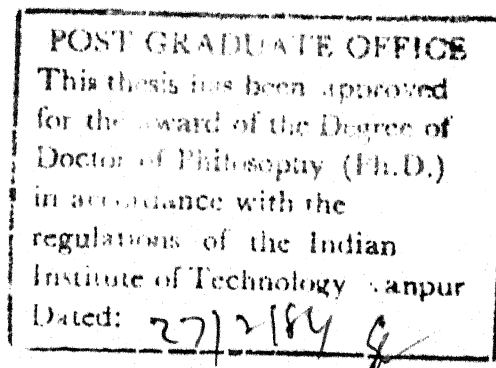 POST GRADUATE OFFICE
This thesis has been approved
for the award of the Degree of
Doctor of Philosophy (Ph.D.)
in accordance with the
regulations of the Indian
Institute of Technology Kanpur
Dated: 27/2/84